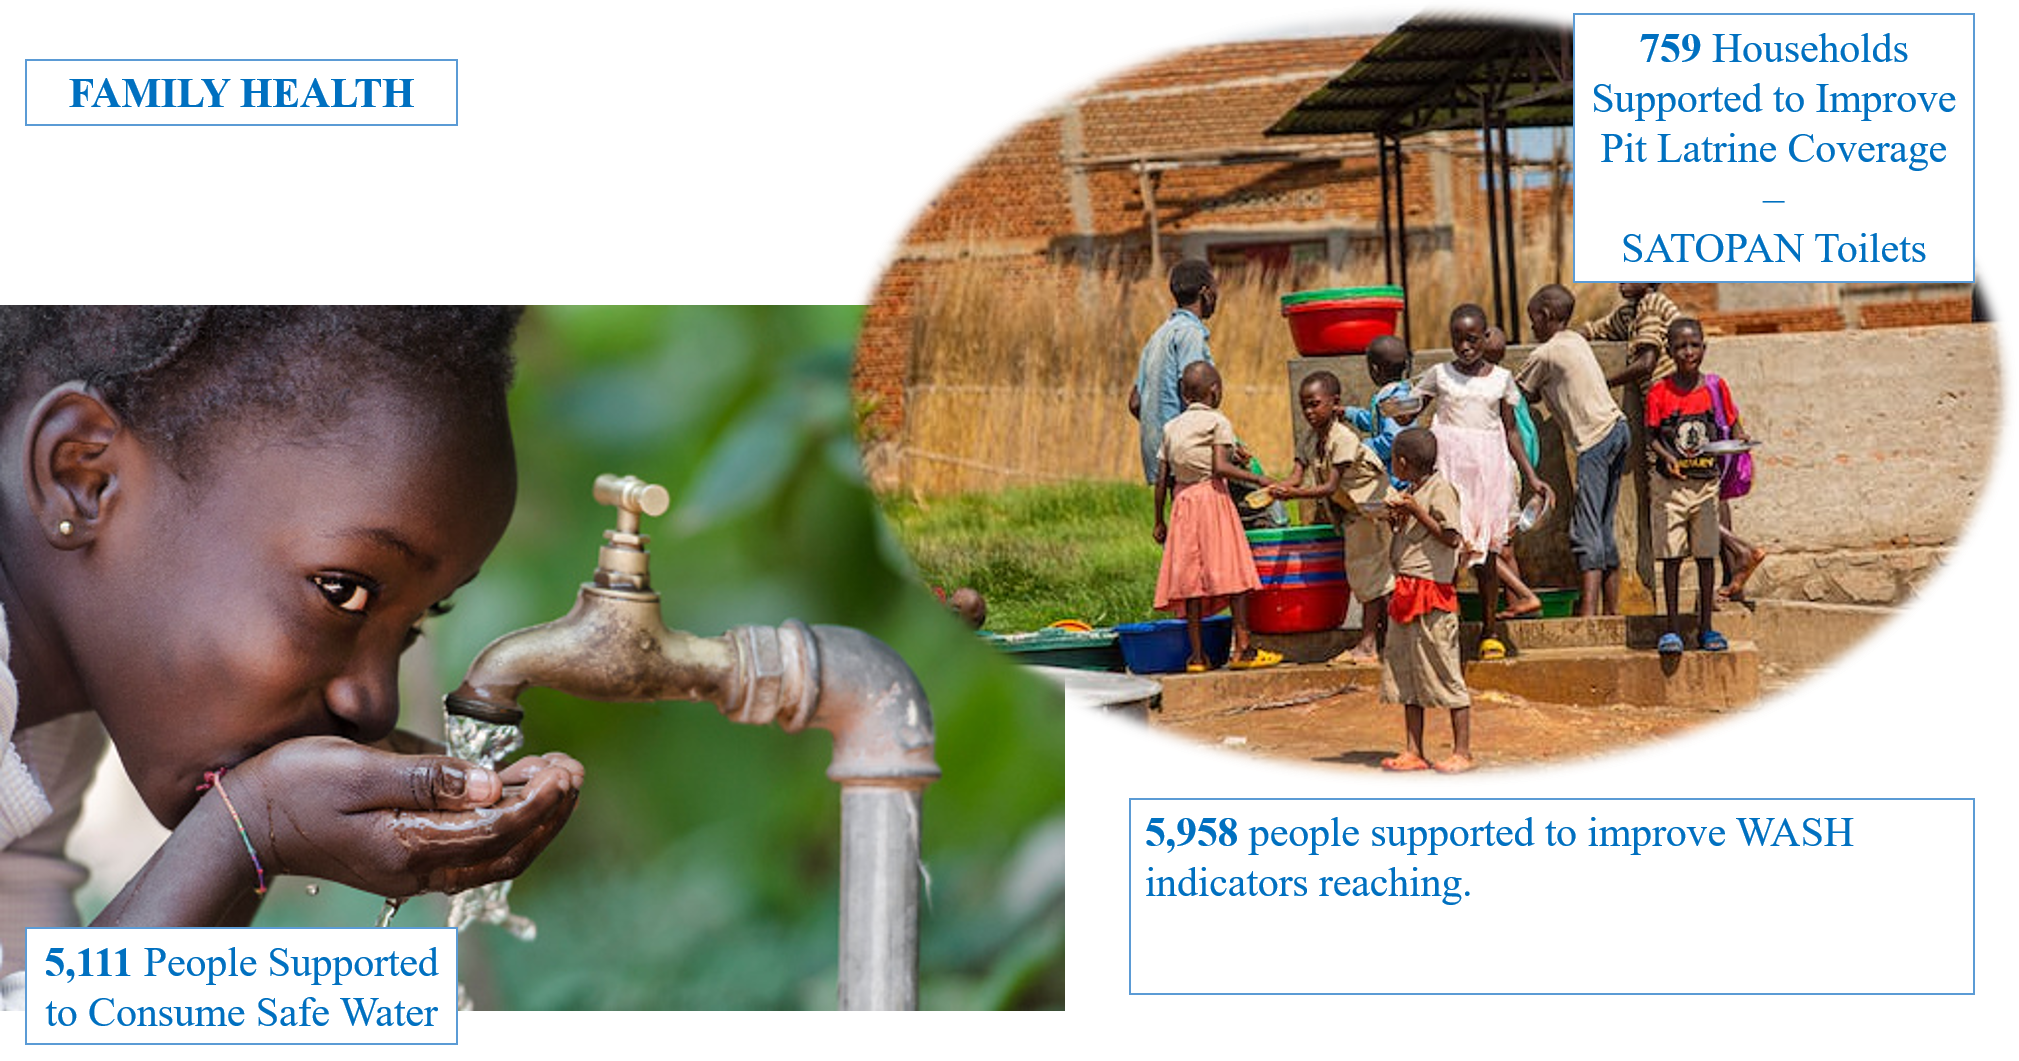 FAMILY HEALTH
759 Households
Supported to Improve
Pit Latrine Coverage
–
SATOPAN Toilets
5,958 people supported to improve WASH
indicators reaching.
5,111 People Supported
to Consume Safe Water